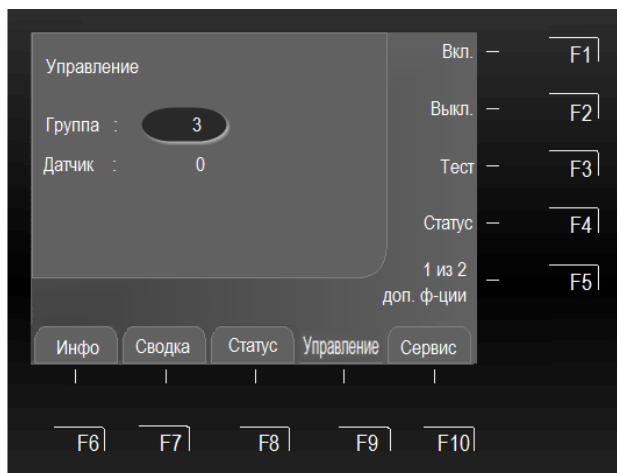 Управление
Группа : 3
Датчик : 0
Вкл.
F1
Выкл.
F2
Тест
F3
Статус
F4
1 из 2
доп. ф-ции
F5
Инфо
Сводка
Статус
Управление
Сервис
F6
F7
F8
F9
F10